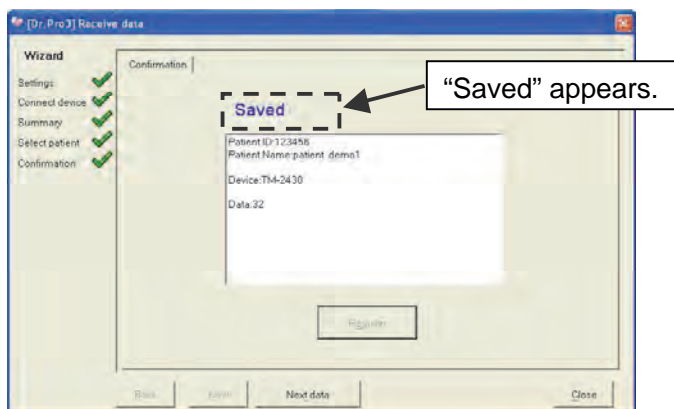 [Dr.Pro3] Receive data
Wizard
Settings
Connect device
Summary
Select patient
Confirmation
Confirmation
Saved
“Saved” appears.
Patient ID:123456
Patient Name:patient demo1
Device:TM-2430
Data:32
Register
Back
Next data
Close